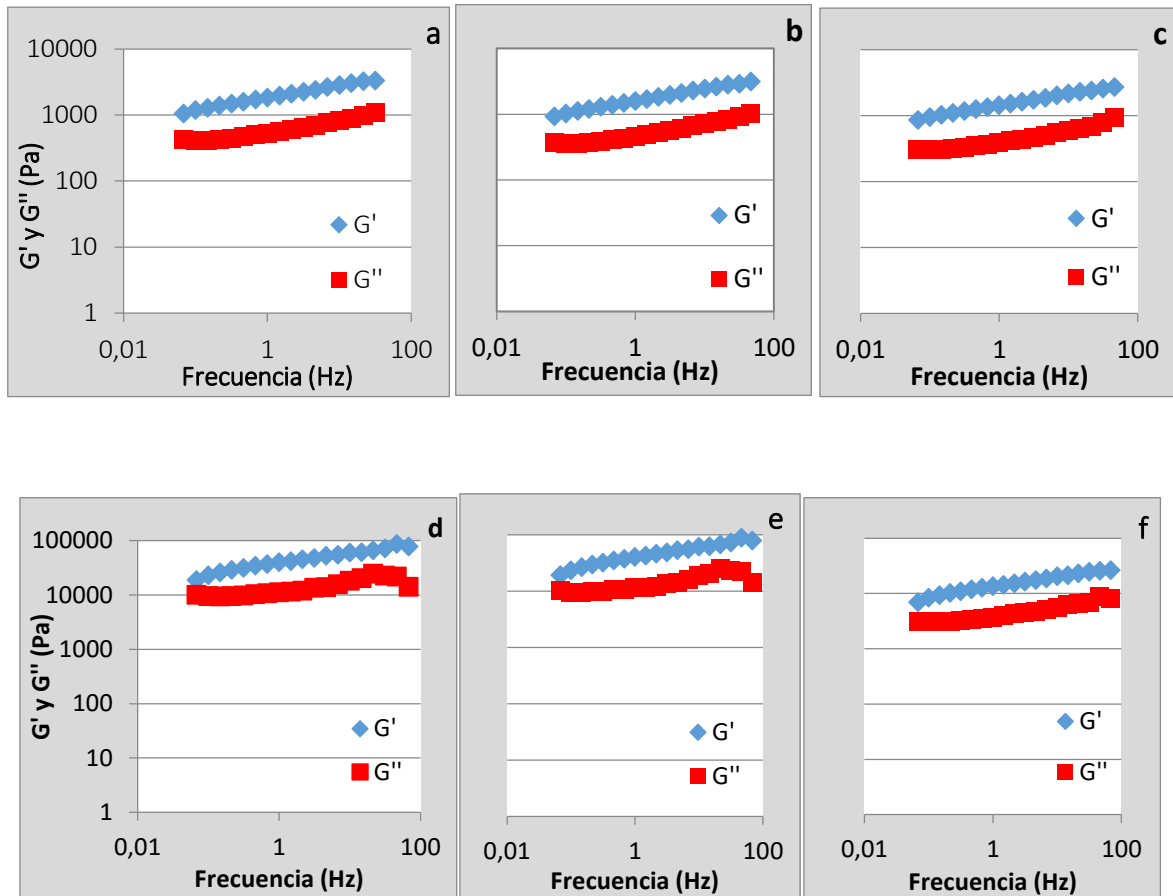 a
10000
1000
100
10
1
G' y G'' (Pa)
G'
G''
0,01 1 100
Frecuencia (Hz)
b
G'
G''
0,01 1 100
Frecuencia (Hz)
c
G'
G''
0,01 1 100
Frecuencia (Hz)
d
100000
10000
1000
100
10
1
G' y G'' (Pa)
G'
G''
0,01 1 100
Frecuencia (Hz)
e
G'
G''
0,01 1 100
Frecuencia (Hz)
f
G'
G''
0,01 1 100
Frecuencia (Hz)